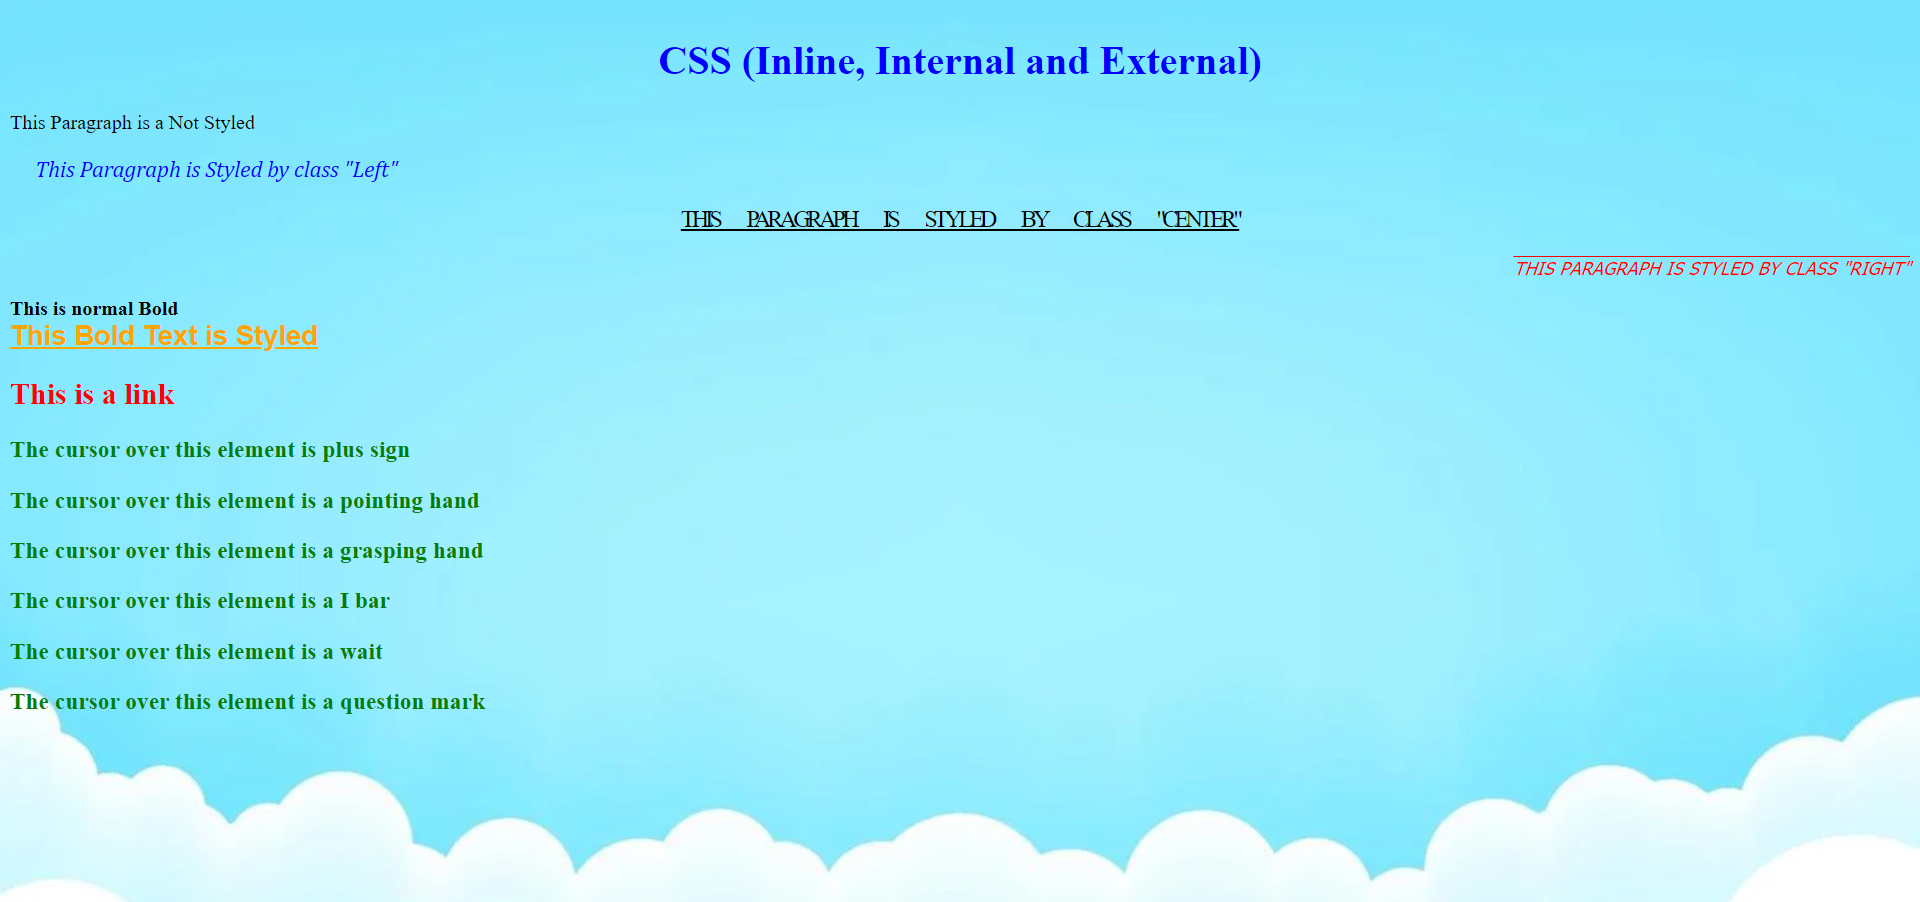 CSS (Inline, Internal and External)
This Paragraph is a Not Styled
This Paragraph is Styled by class "Left"
THIS PARAGRAPH IS STYLED BY CLASS "CENTER"
THIS PARAGRAPH IS STYLED BY CLASS "RIGHT"
This is normal Bold
This Bold Text is Styled
This is a link
The cursor over this element is plus sign
The cursor over this element is a pointing hand
The cursor over this element is a grasping hand
The cursor over this element is a I bar
The cursor over this element is a wait
The cursor over this element is a question mark